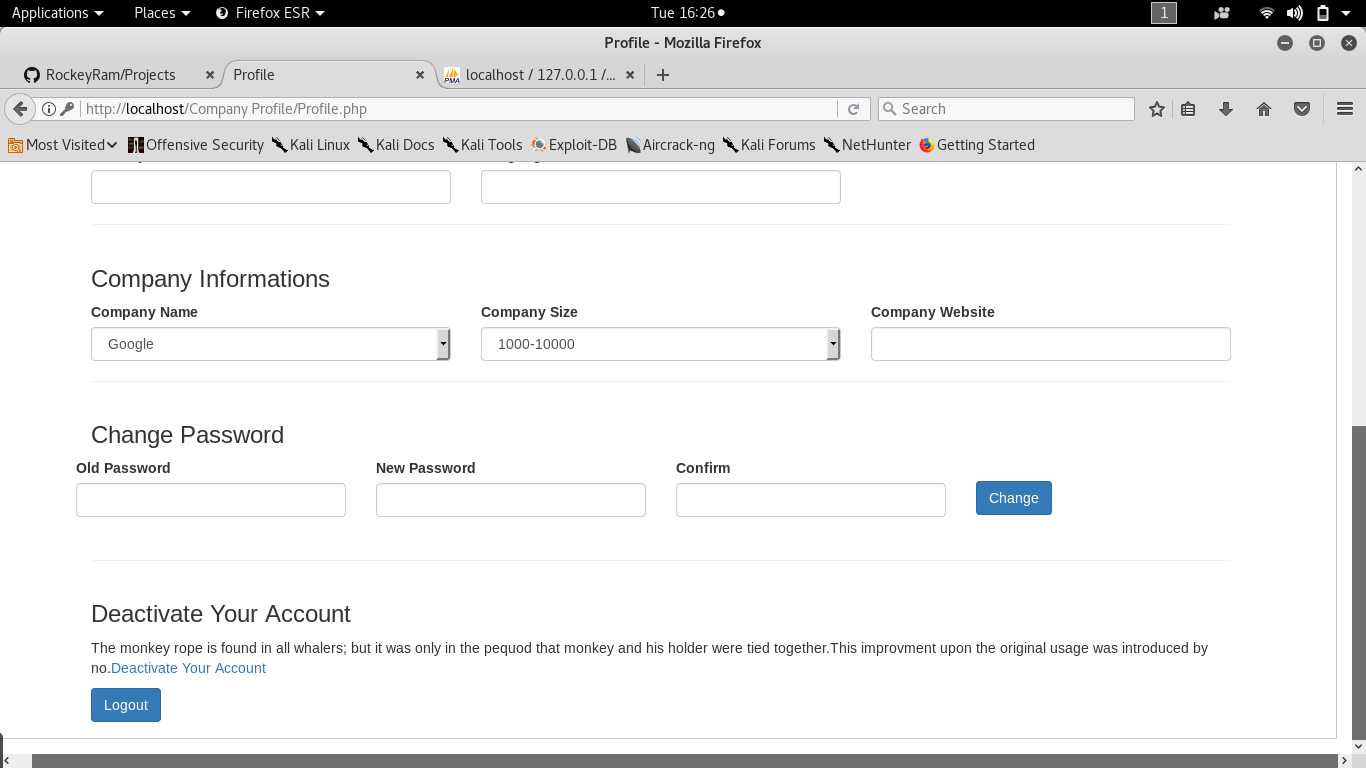 Applications Places Firefox ESR Tue 16:26 1
Profile - Mozilla Firefox
RockeyRam/Projects Profile PMA localhost / 127.0.0.1 /...
http://localhost/Company Profile/Profile.php Search
Most Visited Offensive Security Kali Linux Kali Docs Kali Tools Exploit-DB Aircrack-ng Kali Forums NetHunter Getting Started
Company Informations
Company Name Company Size Company Website
Google 1000-10000
Change Password
Old Password New Password Confirm
Change
Deactivate Your Account
The monkey rope is found in all whalers; but it was only in the pequod that monkey and his holder were tied together.This improvment upon the original usage was introduced by
no.Deactivate Your Account
Logout